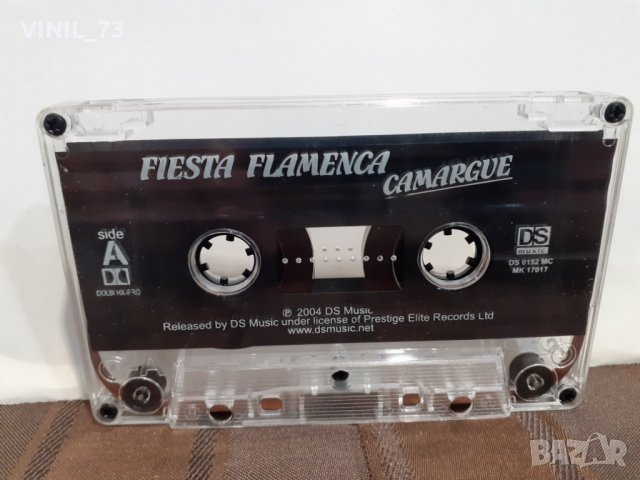 VINIL_73
FIESTA FLAMENCA
CAMARGUE
side
A
DOLBY HX-PRO
DS
music
DS 0152 MC
MK 17017
℗ 2004 DS Music
Released by DS Music under license of Prestige Elite Records Ltd
www.dsmusic.net
BAZAR